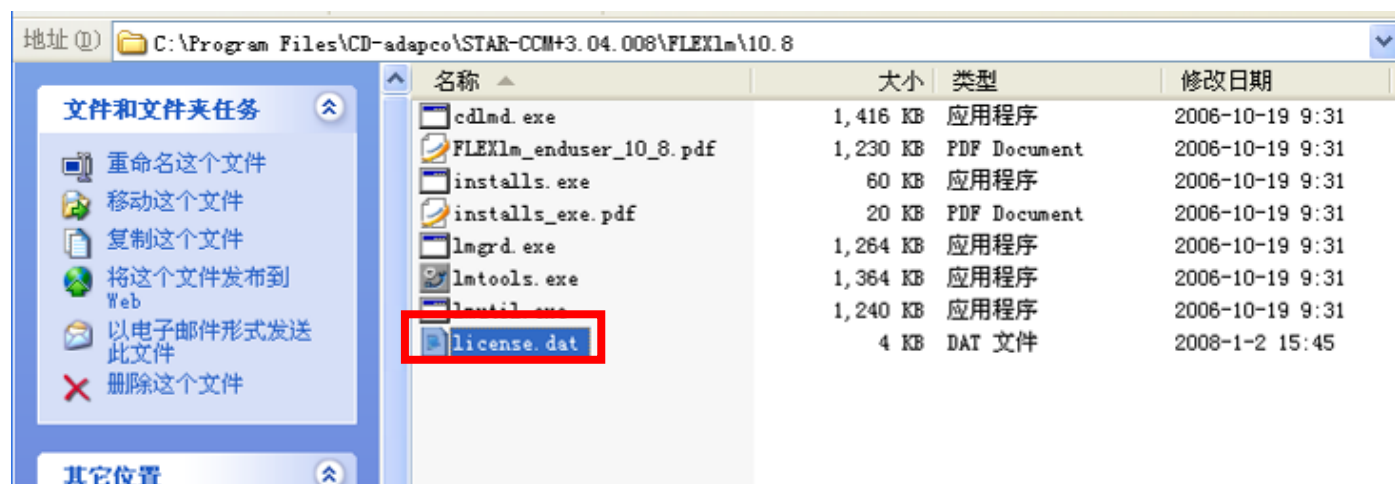 地址(D) C:\Program Files\CD-adapco\STAR-CCM+3.04.008\FLEXlm\10.8
名称 大小 类型 修改日期
文件和文件夹任务
重命名这个文件
移动这个文件
复制这个文件
将这个文件发布到
Web
以电子邮件形式发送
此文件
删除这个文件
其它位置
cdlmd.exe 1,416 KB 应用程序 2006-10-19 9:31
FLEXlm_enduser_10_8.pdf 1,230 KB PDF Document 2006-10-19 9:31
installs.exe 60 KB 应用程序 2006-10-19 9:31
installs_exe.pdf 20 KB PDF Document 2006-10-19 9:31
lmgrd.exe 1,264 KB 应用程序 2006-10-19 9:31
lmtools.exe 1,364 KB 应用程序 2006-10-19 9:31
lmutil.exe 1,240 KB 应用程序 2006-10-19 9:31
license.dat 4 KB DAT 文件 2008-1-2 15:45